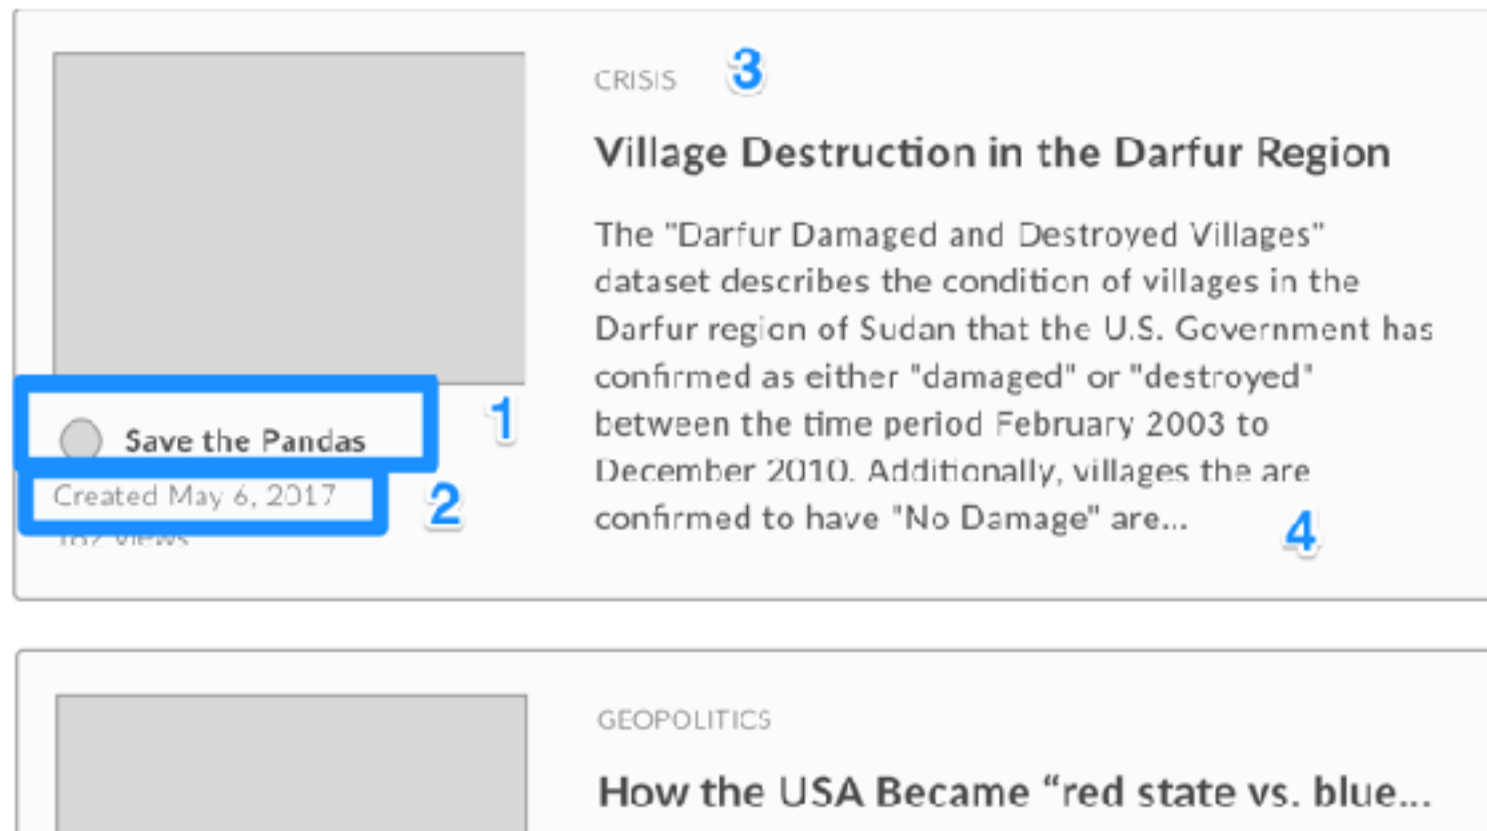 CRISIS 3
Village Destruction in the Darfur Region
The "Darfur Damaged and Destroyed Villages"
dataset describes the condition of villages in the
Darfur region of Sudan that the U.S. Government has
confirmed as either "damaged" or "destroyed"
between the time period February 2003 to
December 2010. Additionally, villages the are
confirmed to have "No Damage" are...
4
1
Save the Pandas
2
Created May 6, 2017
views
GEOPOLITICS
How the USA Became “red state vs. blue...